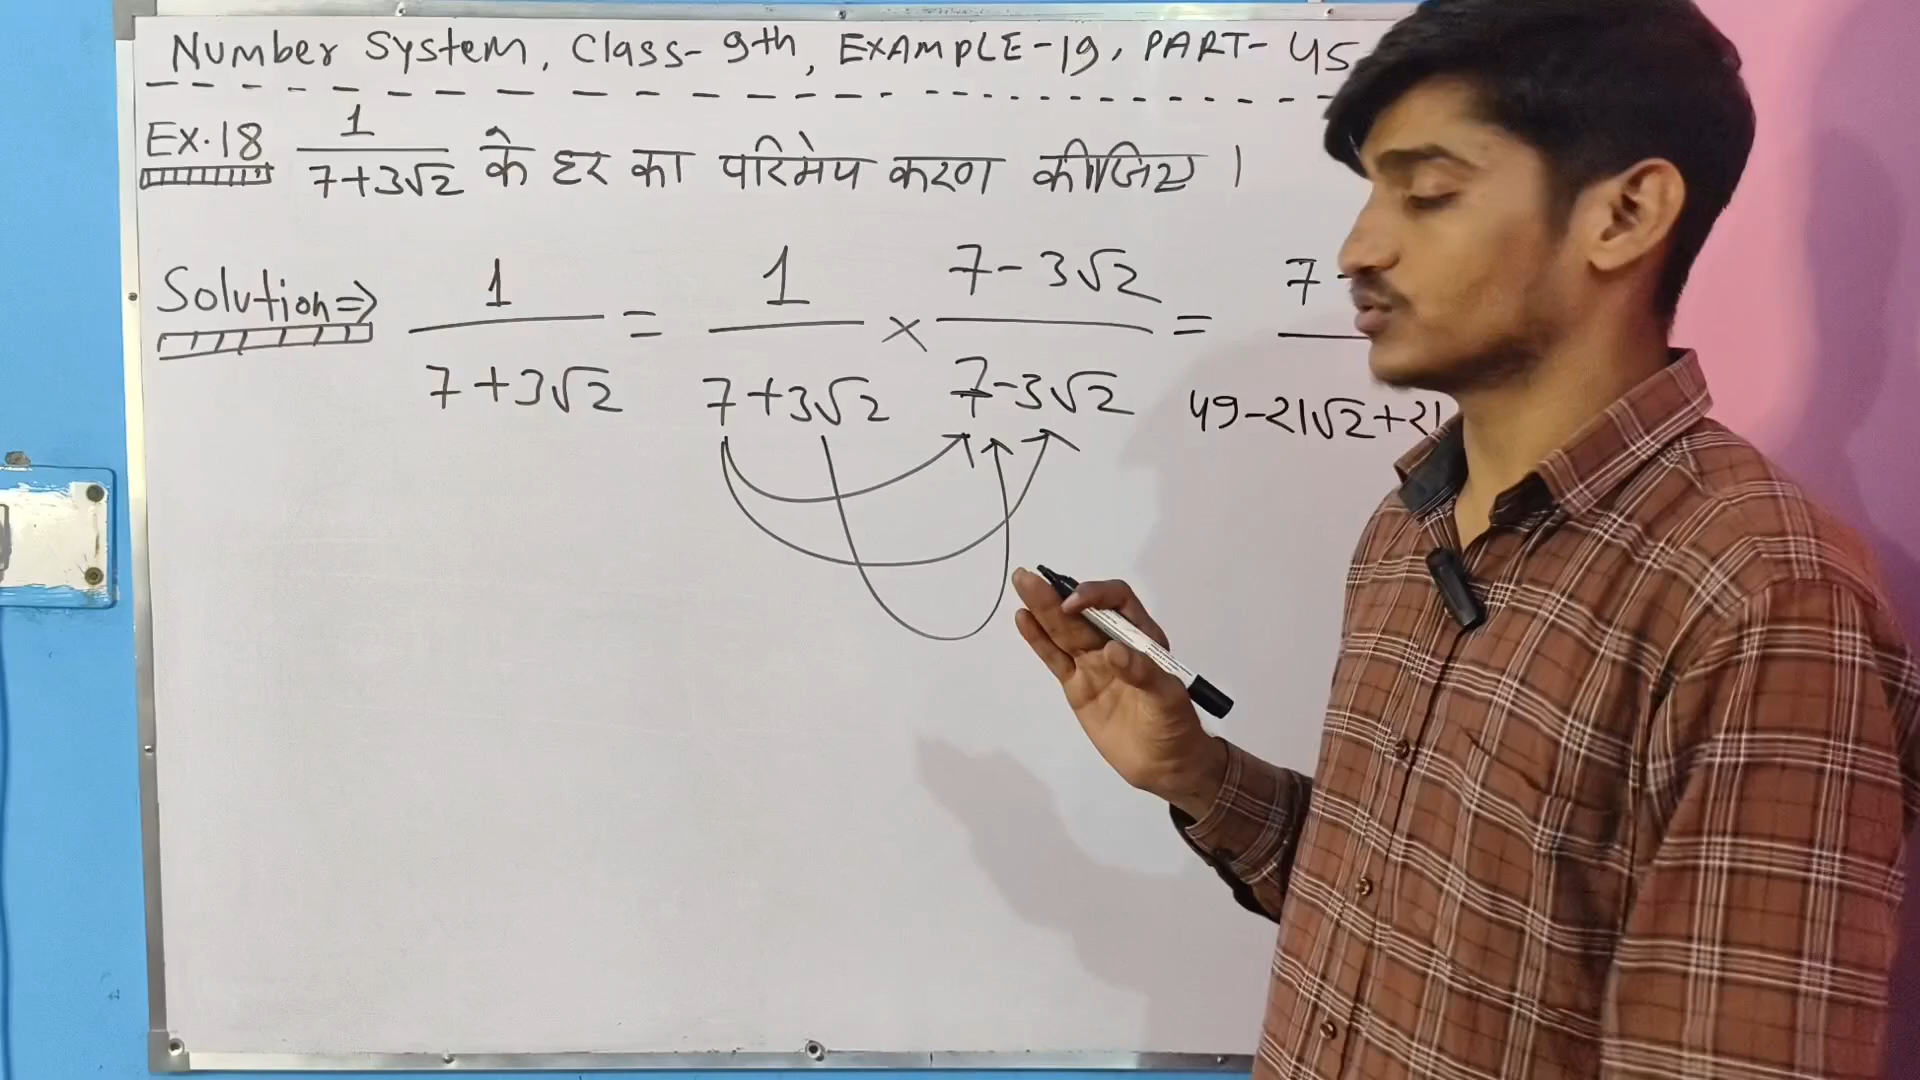 Number System, Class- 9th, EXAMPLE-19, PART- 45
Ex.18 1/(7+3√2) के हर का परिमेय करण कीजिए ।
Solution⇒ 1/(7+3√2) = 1/(7+3√2) × (7-3√2)/(7-3√2) = 7-
49-21√2+21